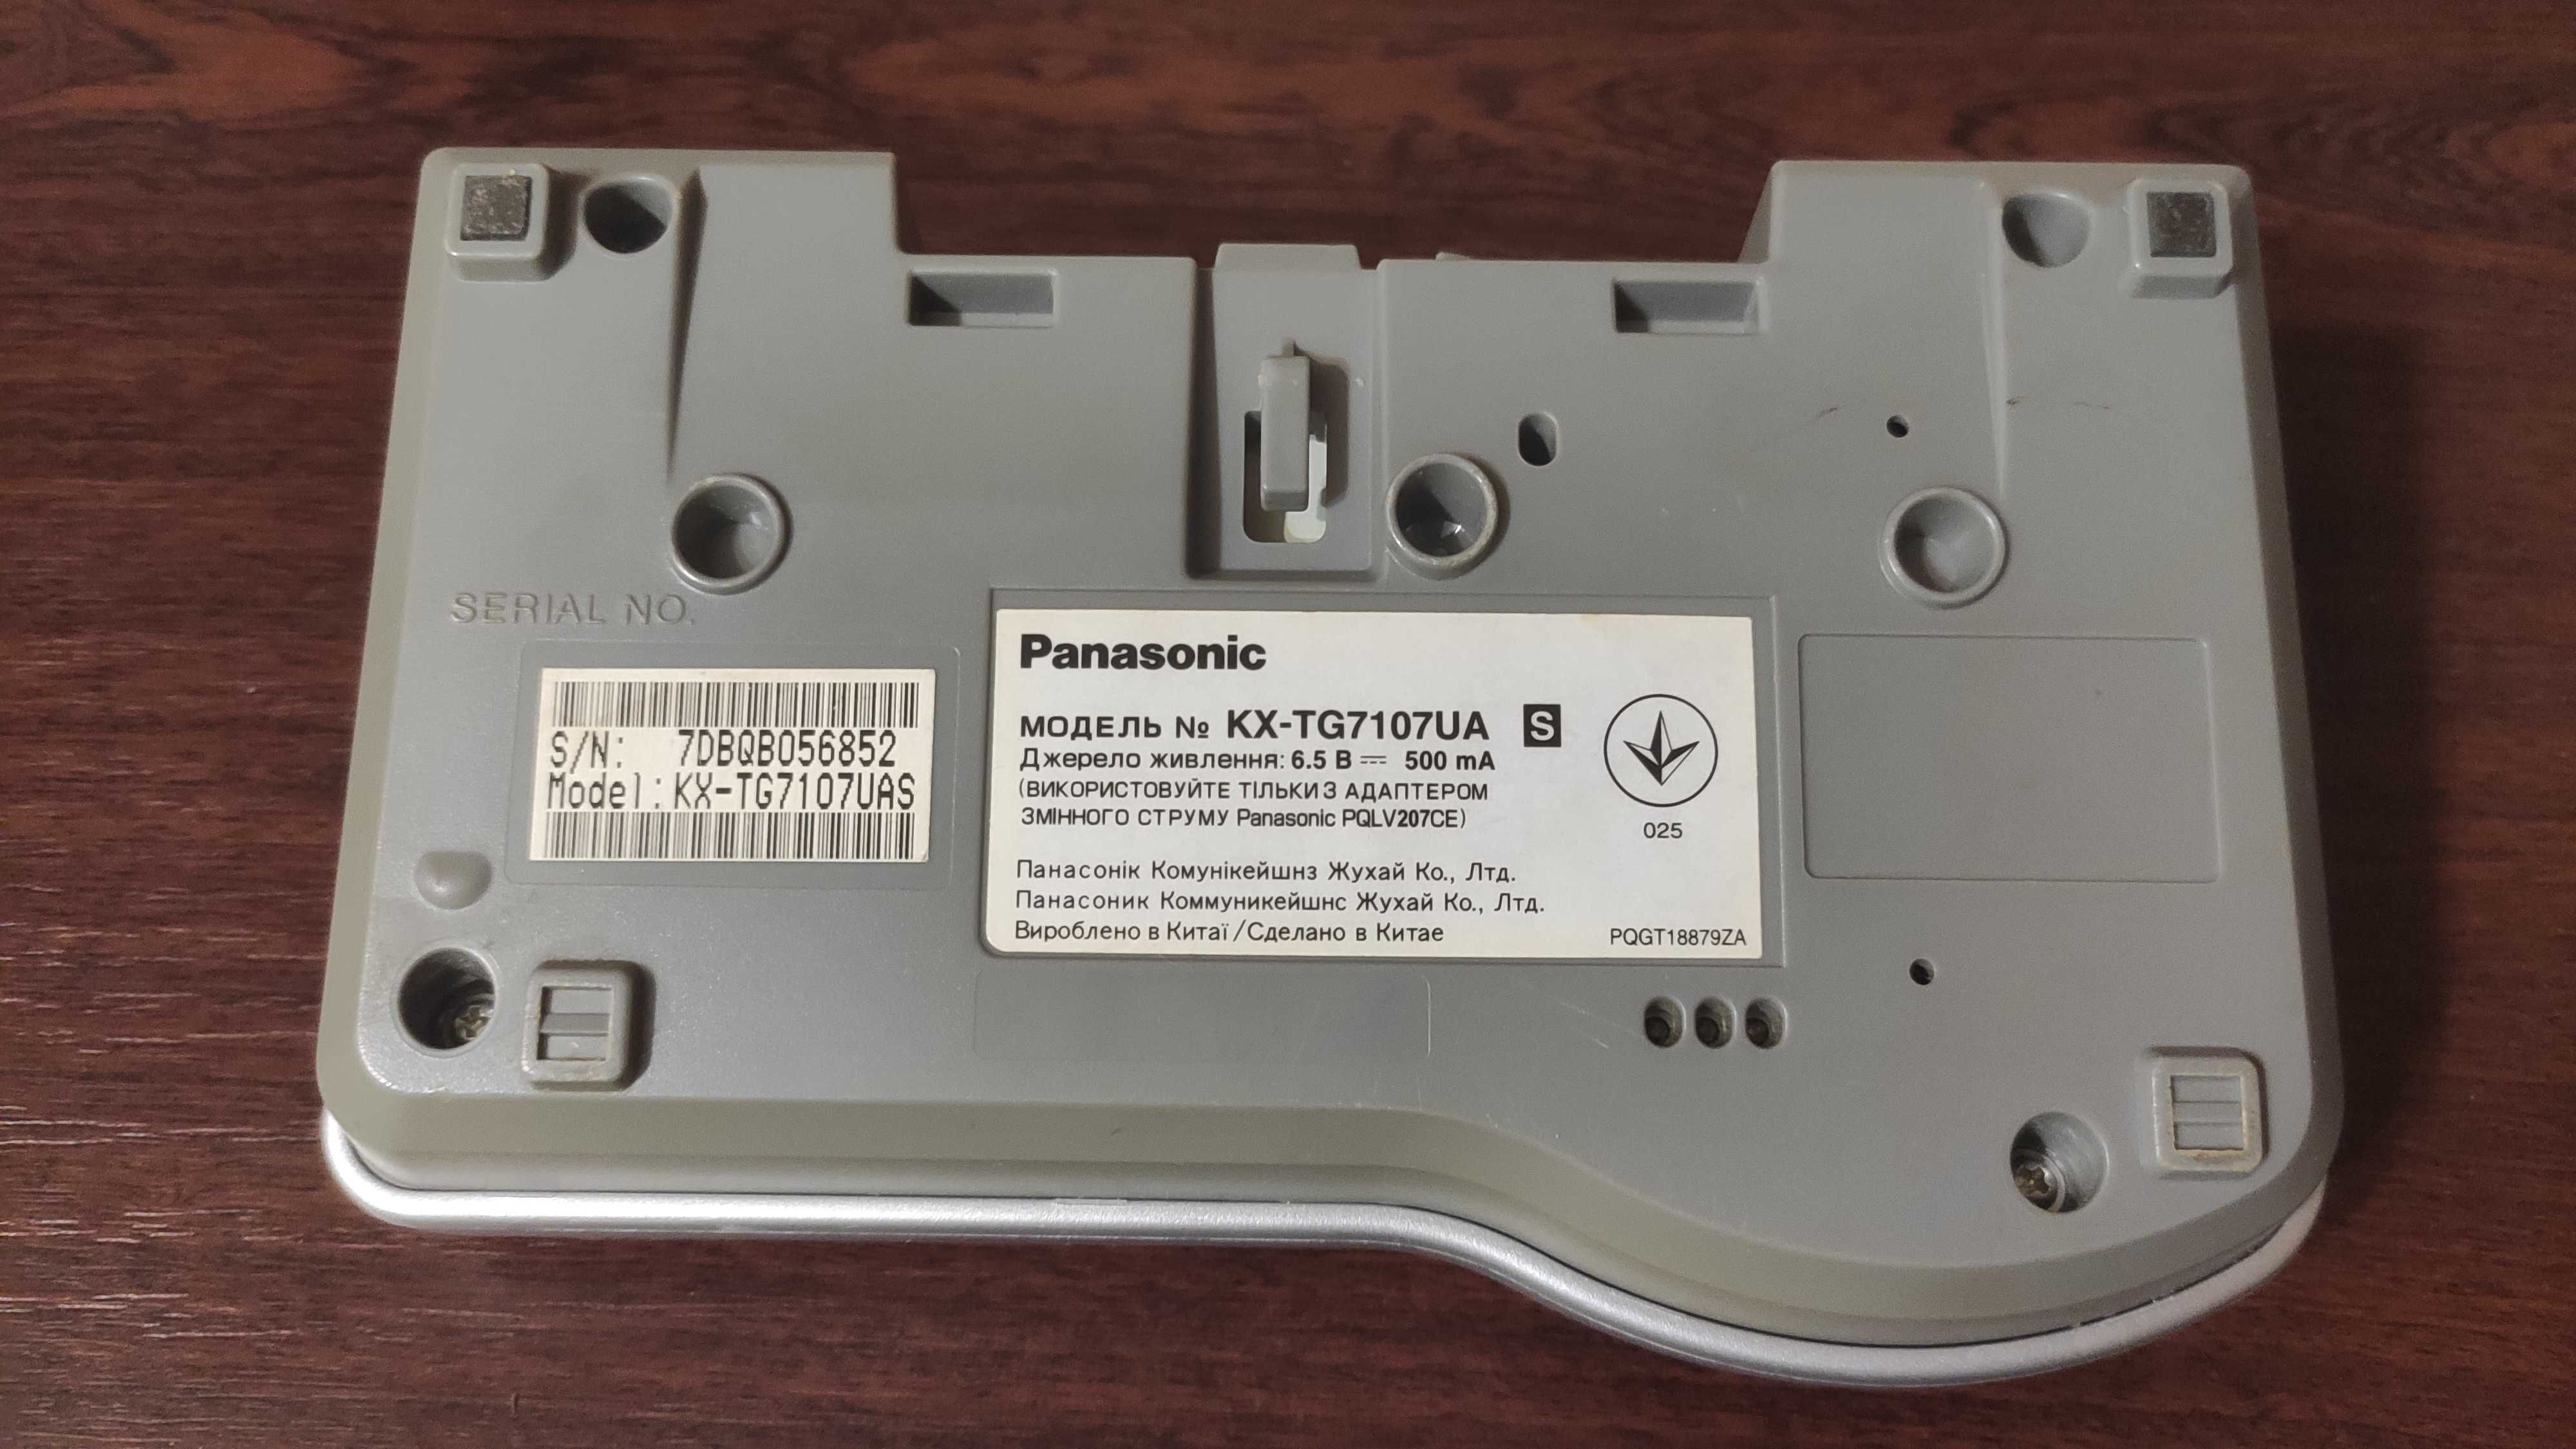 SERIAL NO.
S/N: 7DBQB056852
Model:KX-TG7107UAS
Panasonic
МОДЕЛЬ № KX-TG7107UA S
Джерело живлення: 6.5 В ⎓ 500 mA
(ВИКОРИСТОВУЙТЕ ТІЛЬКИ З АДАПТЕРОМ
ЗМІННОГО СТРУМУ Panasonic PQLV207CE)
025
Панасонік Комунікейшнз Жухай Ко., Лтд.
Панасоник Коммуникейшнс Жухай Ко., Лтд.
Вироблено в Китаї/Сделано в Китае
PQGT18879ZA